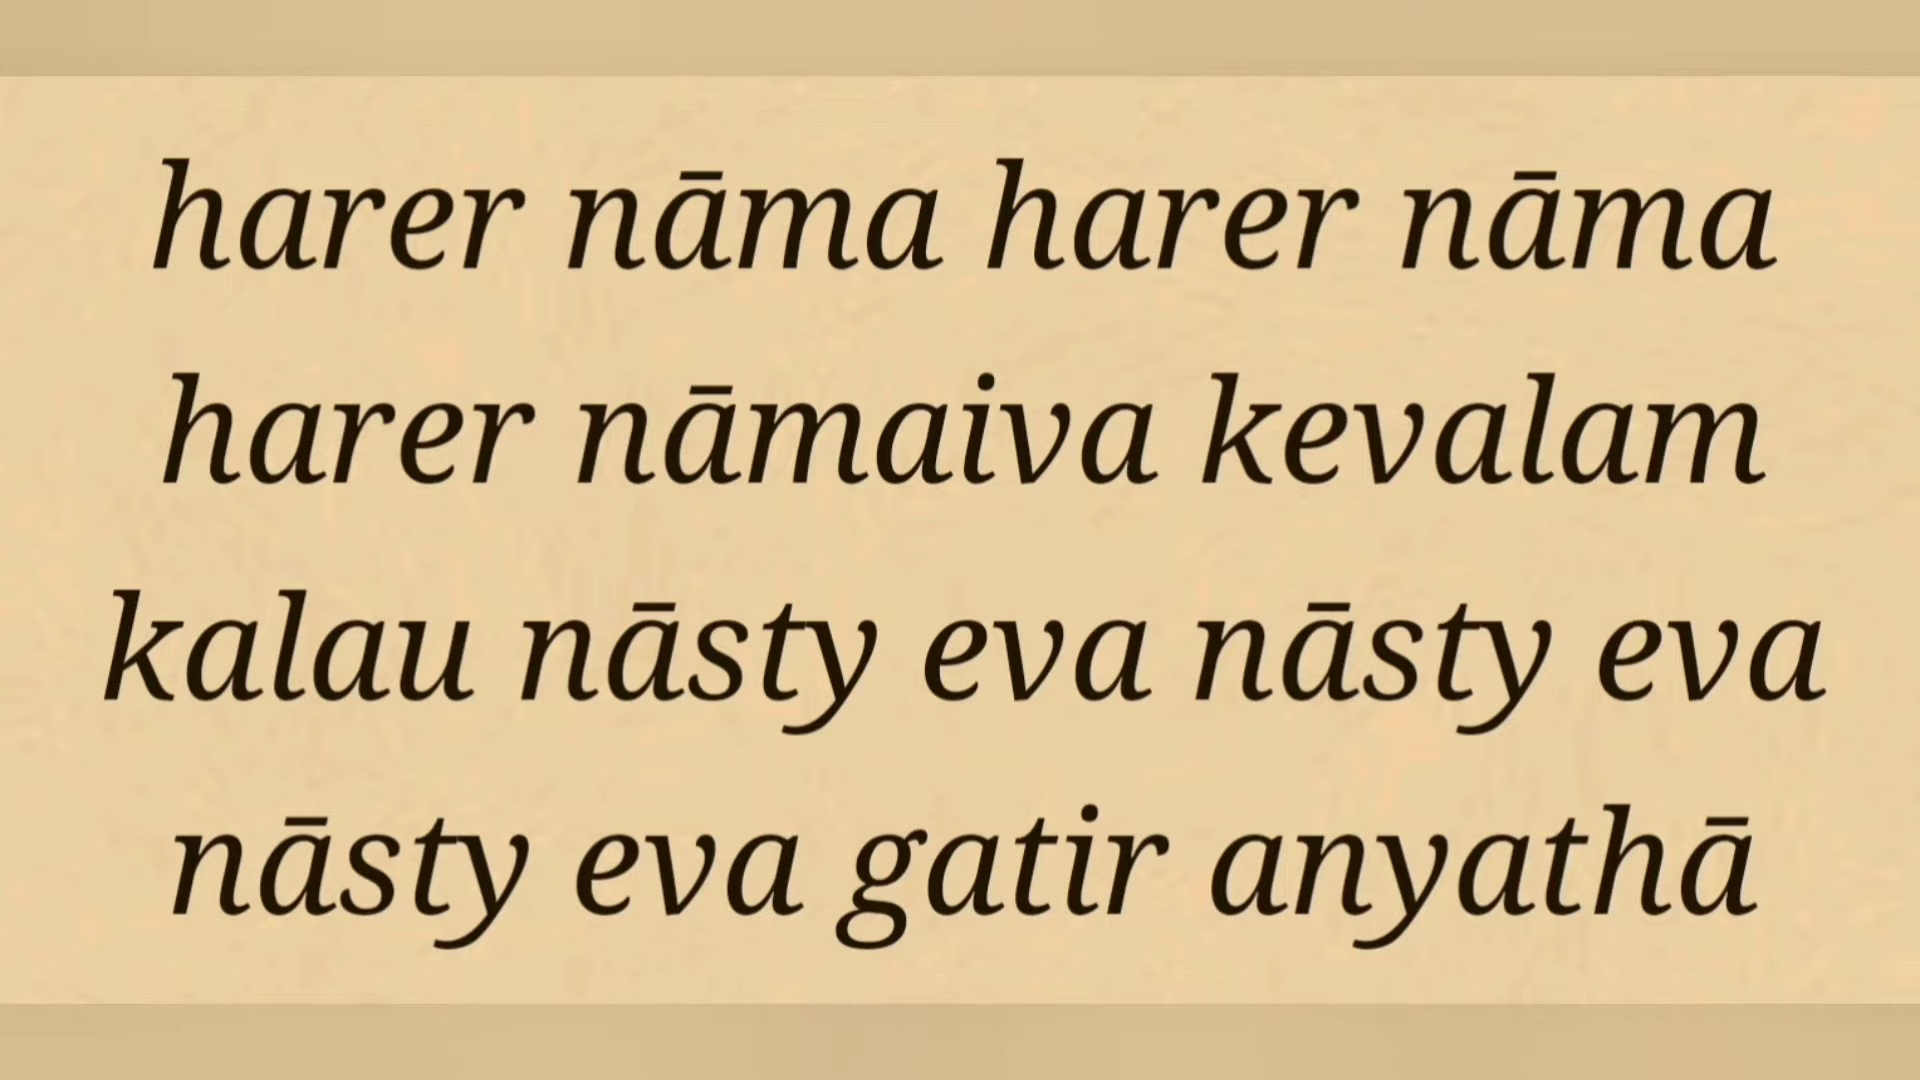 harer nāma harer nāma
harer nāmaiva kevalam
kalau nāsty eva nāsty eva
nāsty eva gatir anyathā